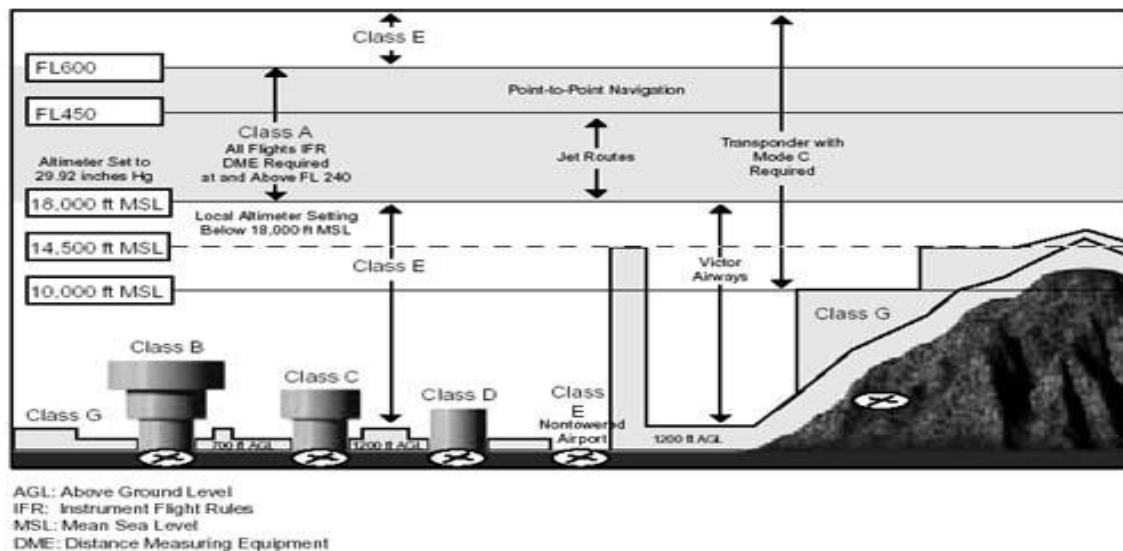 Class E
FL600
Point-to-Point Navigation
FL450
Class A
All Flights IFR
DME Required
at and Above FL 240
Jet Routes
Transponder with
Mode C
Required
Altimeter Set to
29.92 inches Hg
18,000 ft MSL
Local Altimeter Setting
Below 18,000 ft MSL
14,500 ft MSL
Class E
Victor
Airways
10,000 ft MSL
Class G
Class B
Class C
Class D
Class
E
Nontowered
Airport
Class G
700 ft AGL
1200 ft AGL
1200 ft AGL
AGL: Above Ground Level
IFR: Instrument Flight Rules
MSL: Mean Sea Level
DME: Distance Measuring Equipment